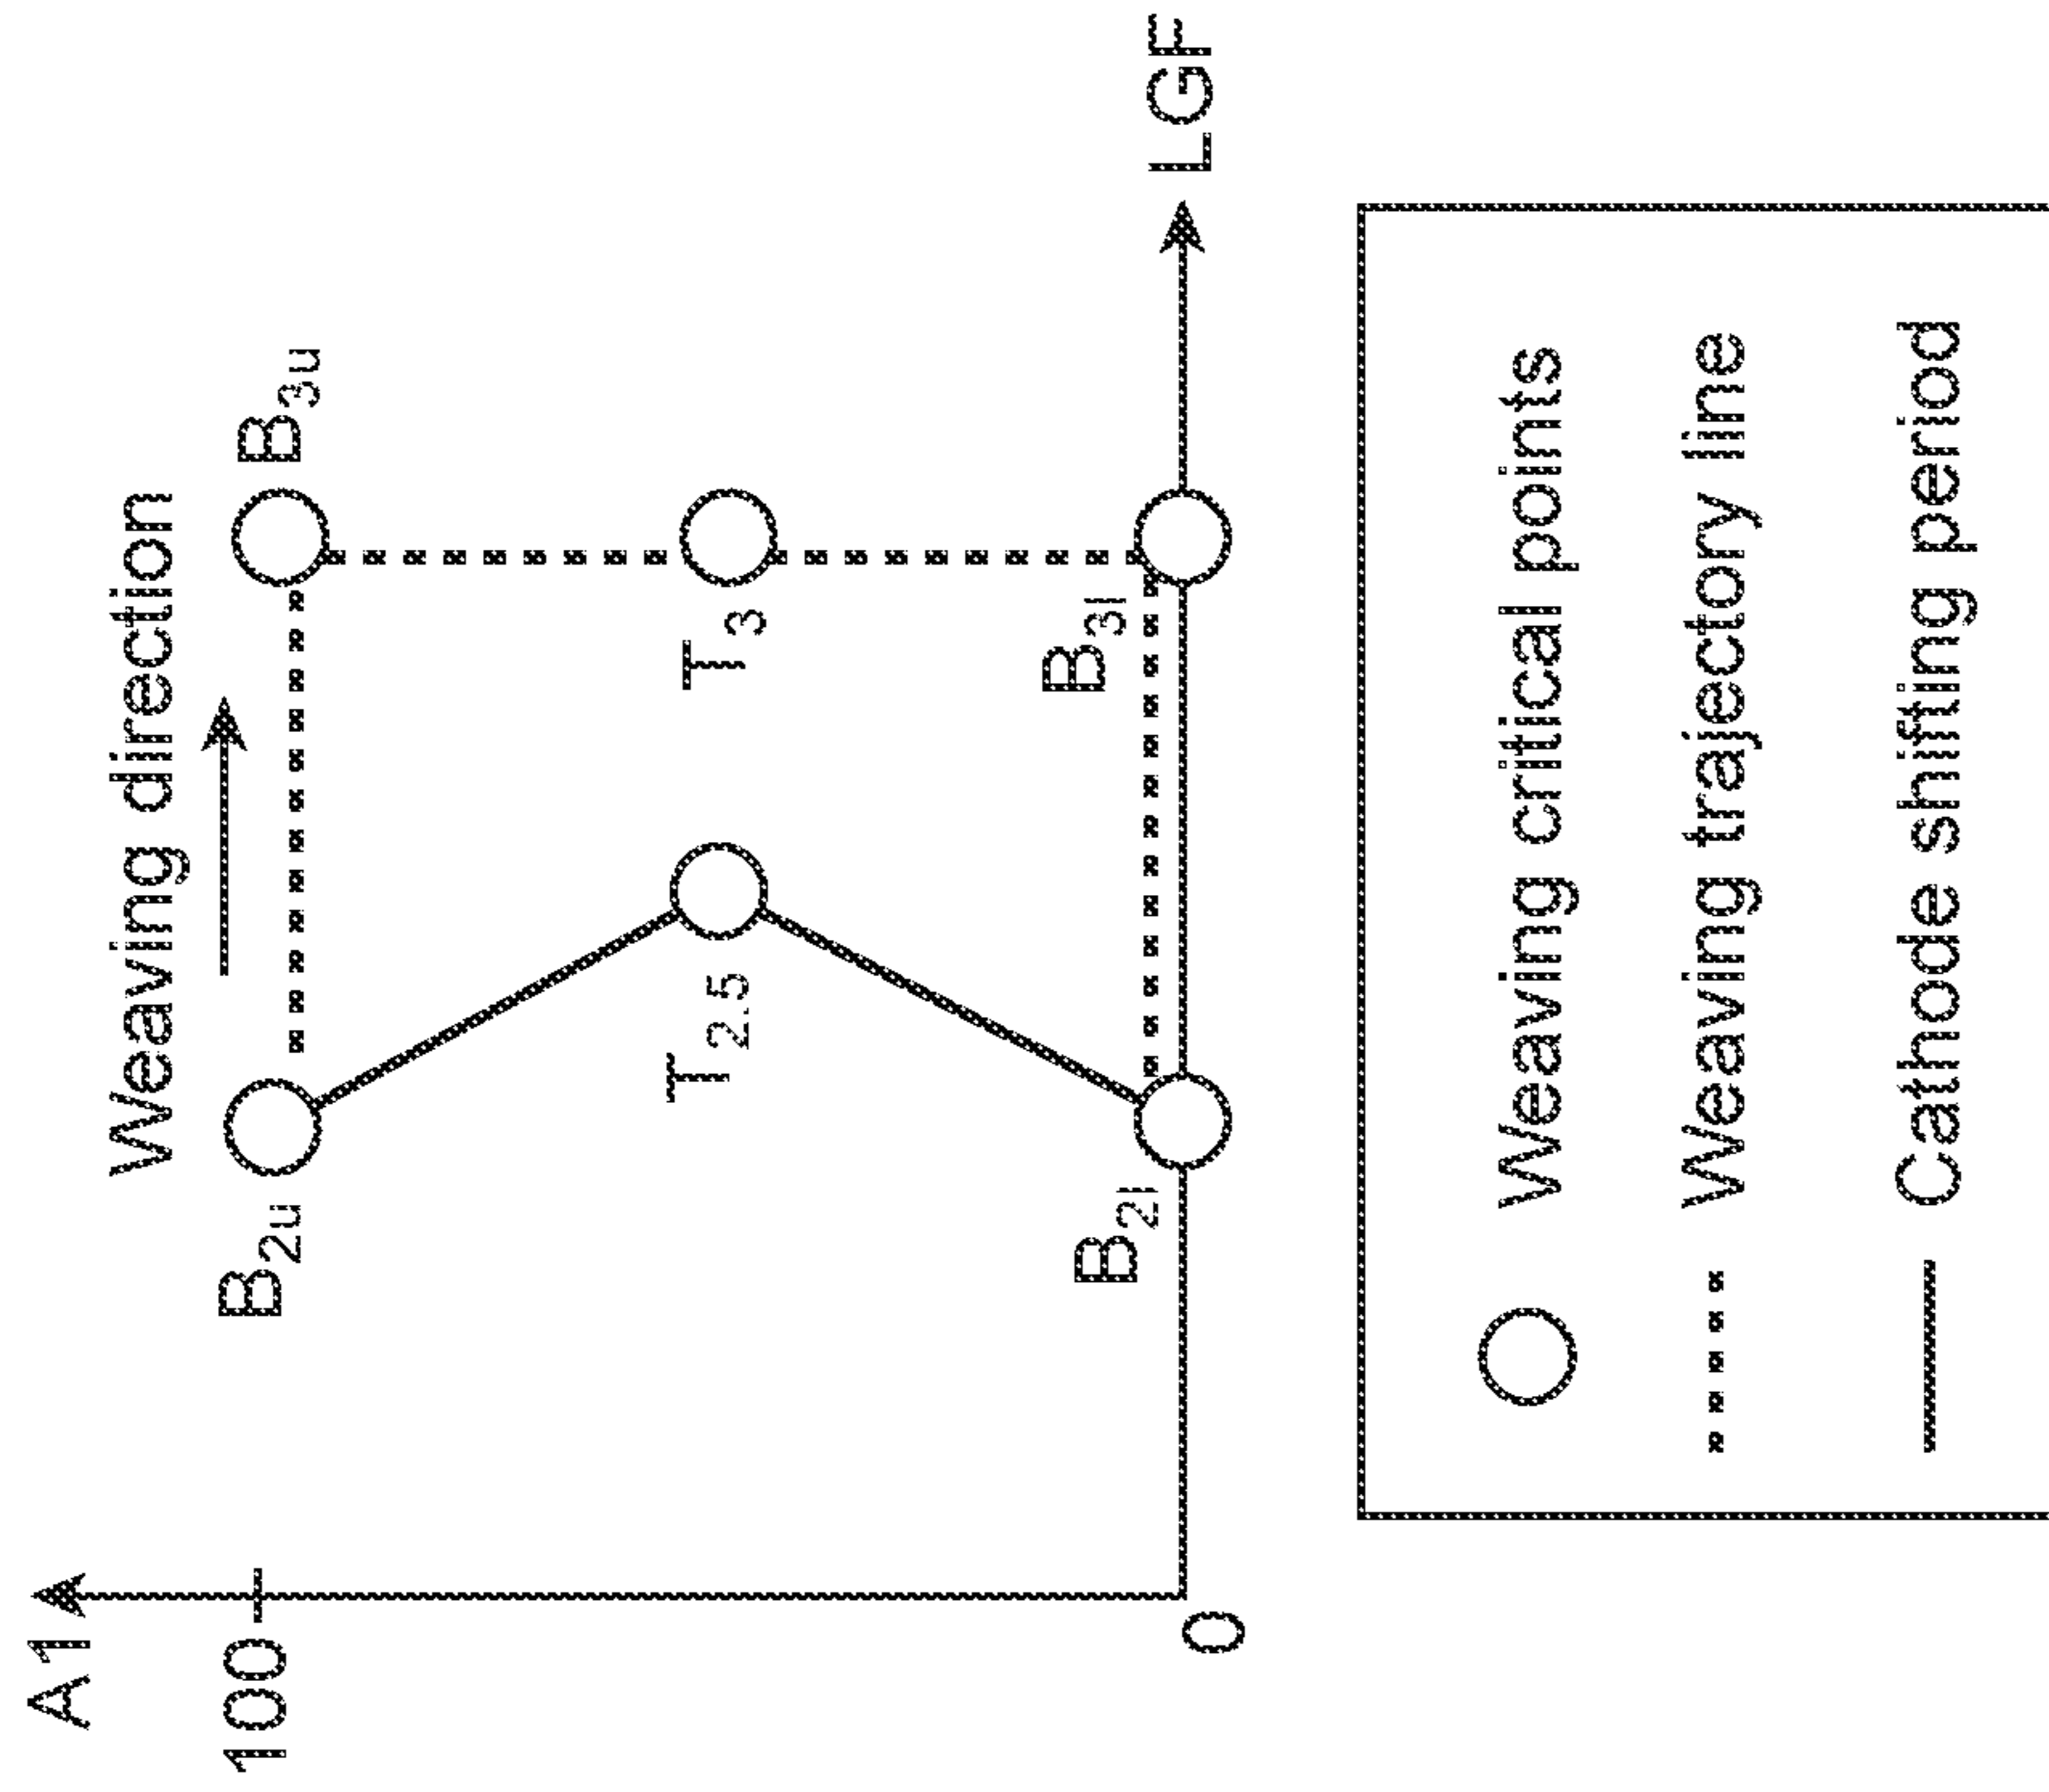 A1
Weaving direction
100
B2u
B3u
T2.5
T3
B2l
B3l
0
LGF
Weaving critical points
Weaving trajectory line
Cathode shifting period